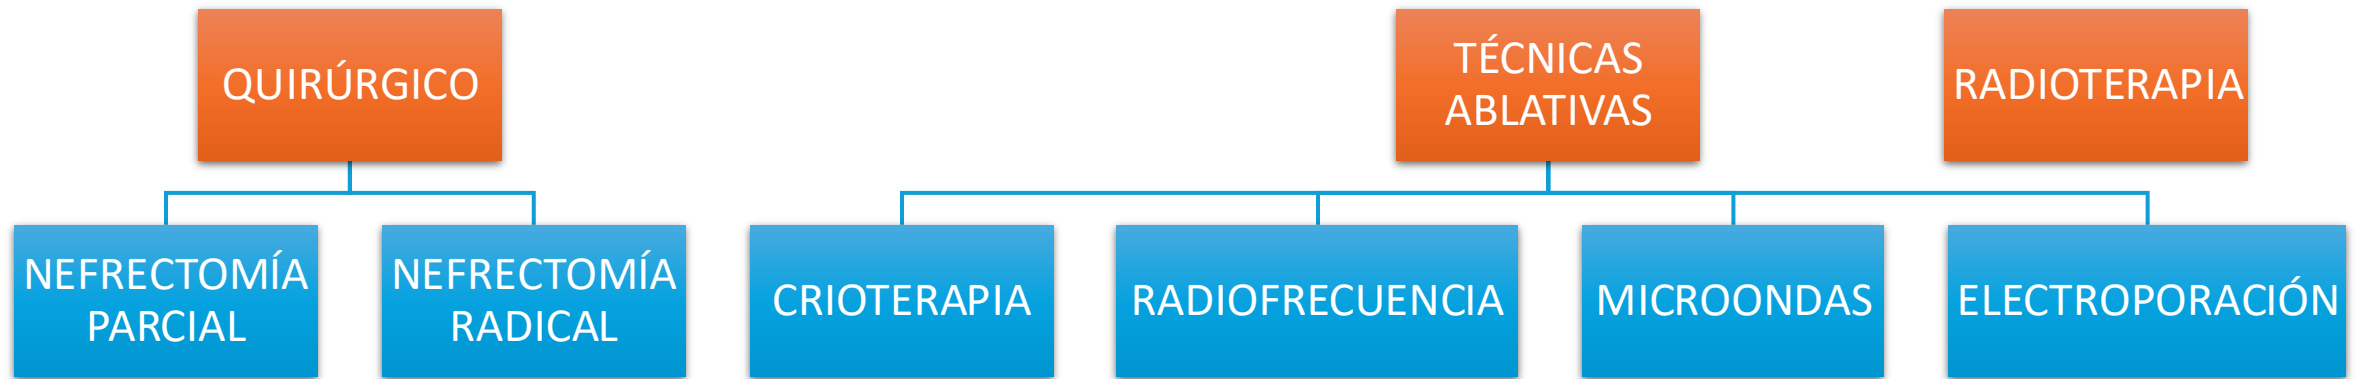 QUIRÚRGICO
TÉCNICAS
ABLATIVAS
RADIOTERAPIA
NEFRECTOMÍA
PARCIAL
NEFRECTOMÍA
RADICAL
CRIOTERAPIA
RADIOFRECUENCIA
MICROONDAS
ELECTROPORACIÓN